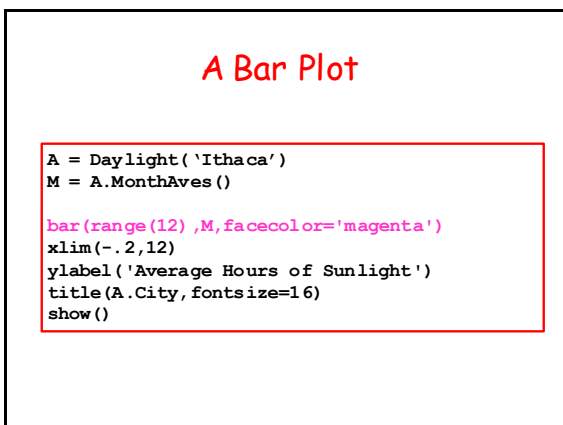 A Bar Plot
A = Daylight(‘Ithaca’)
M = A.MonthAves()
bar(range(12),M,facecolor='magenta')
xlim(-.2,12)
ylabel('Average Hours of Sunlight')
title(A.City,fontsize=16)
show()